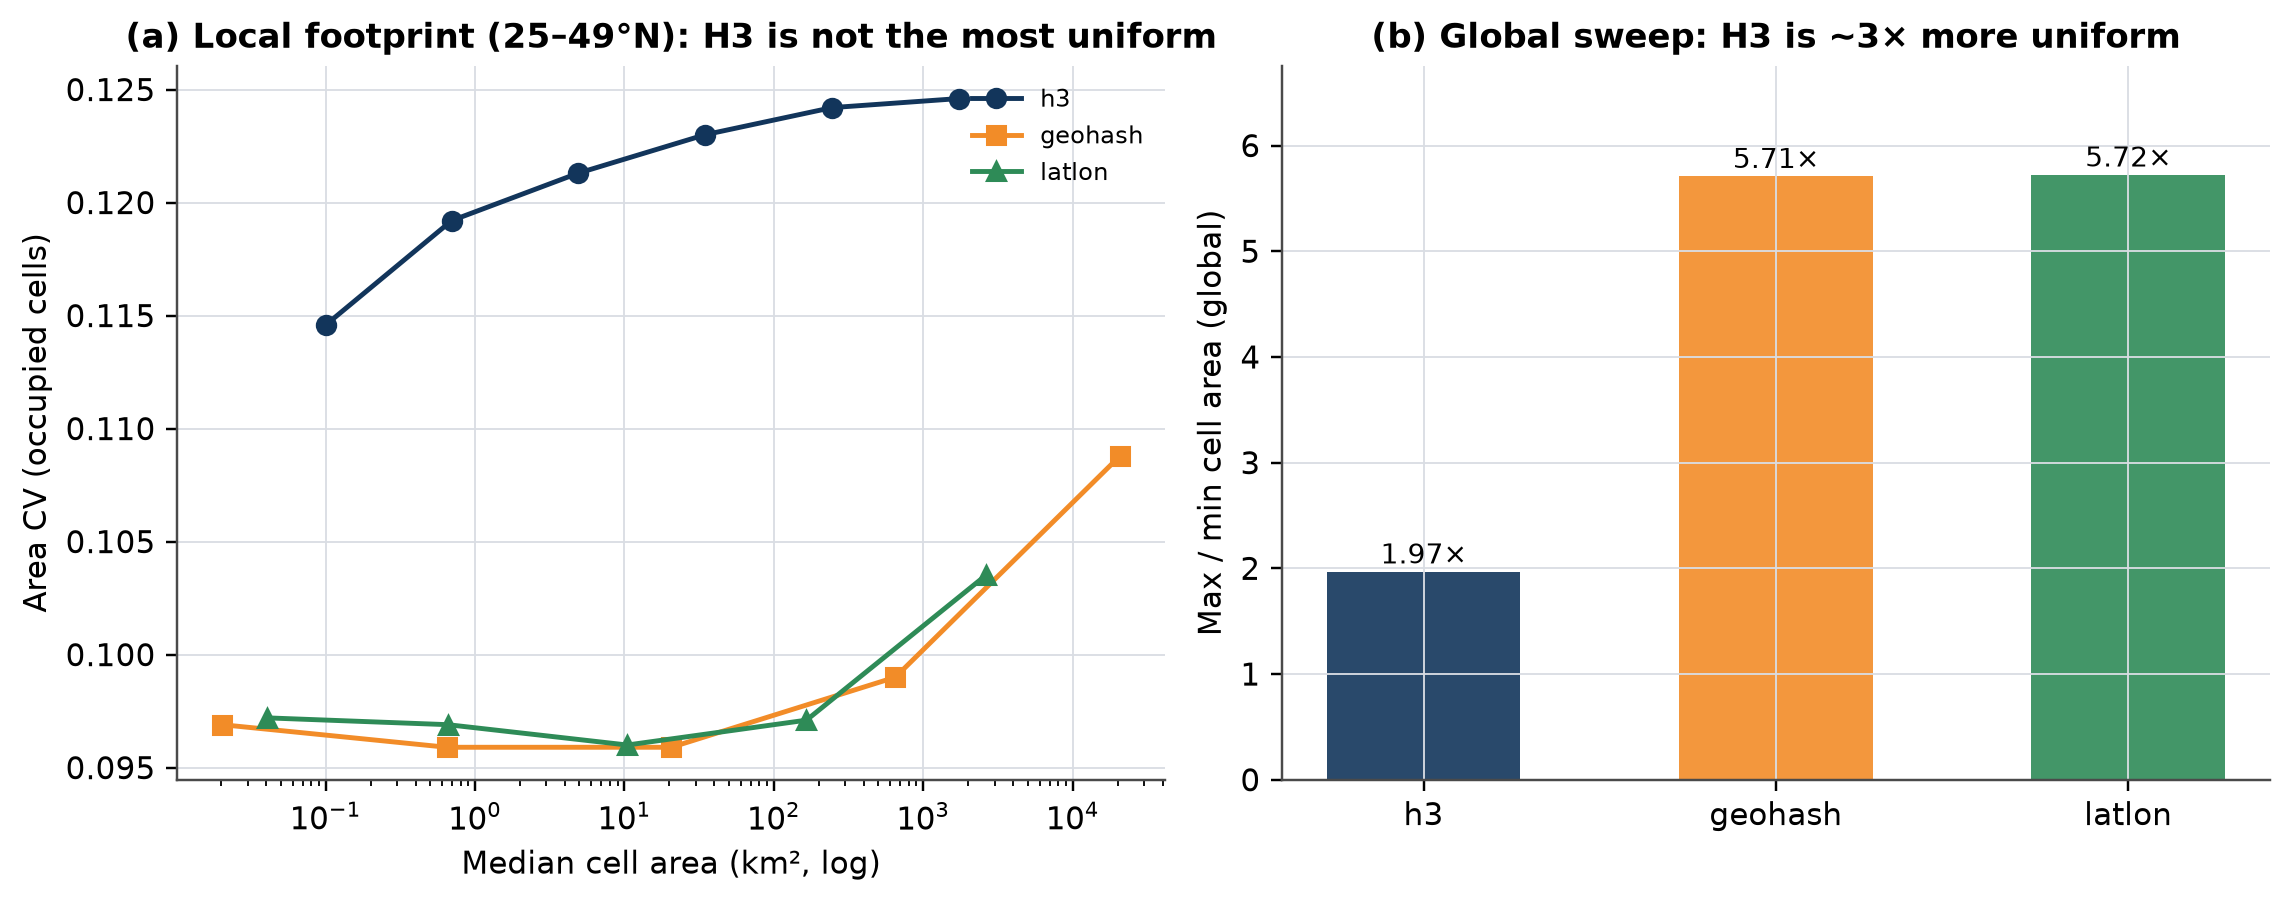 (a) Local footprint (25–49°N): H3 is not the most uniform
0.125
0.120
0.115
0.110
0.105
0.100
0.095
Area CV (occupied cells)
h3
geohash
latlon
10⁻¹
10⁰
10¹
10²
10³
10⁴
Median cell area (km², log)
(b) Global sweep: H3 is ~3× more uniform
6
5
4
3
2
1
0
Max / min cell area (global)
1.97×
5.71×
5.72×
h3
geohash
latlon